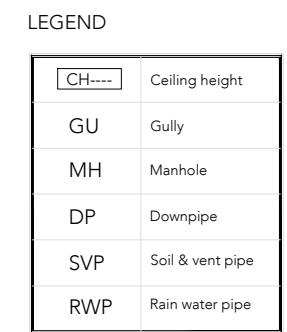 LEGEND
CH---- Ceiling height
GU Gully
MH Manhole
DP Downpipe
SVP Soil & vent pipe
RWP Rain water pipe